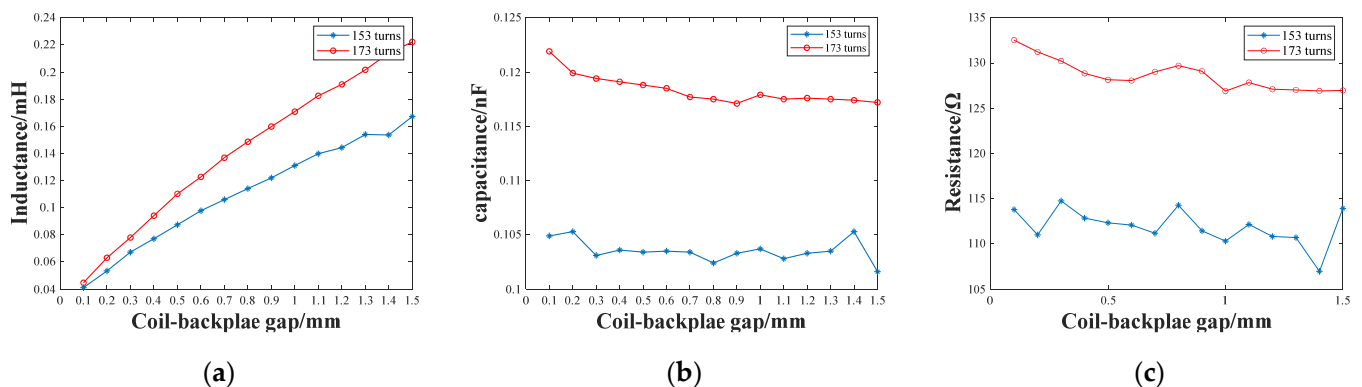 0.24
0.22
0.2
0.18
0.16
0.14
0.12
0.1
0.08
0.06
0.04
Inductance/mH
153 turns
173 turns
0 0.1 0.2 0.3 0.4 0.5 0.6 0.7 0.8 0.9 1 1.1 1.2 1.3 1.4 1.5
Coil-backplae gap/mm
(a)
0.125
0.12
0.115
0.11
0.105
0.1
capacitance/nF
153 turns
173 turns
0 0.1 0.2 0.3 0.4 0.5 0.6 0.7 0.8 0.9 1 1.1 1.2 1.3 1.4 1.5
Coil-backplae gap/mm
(b)
135
130
125
120
115
110
105
Resistance/Ω
153 turns
173 turns
0 0.5 1 1.5
Coil-backplae gap/mm
(c)